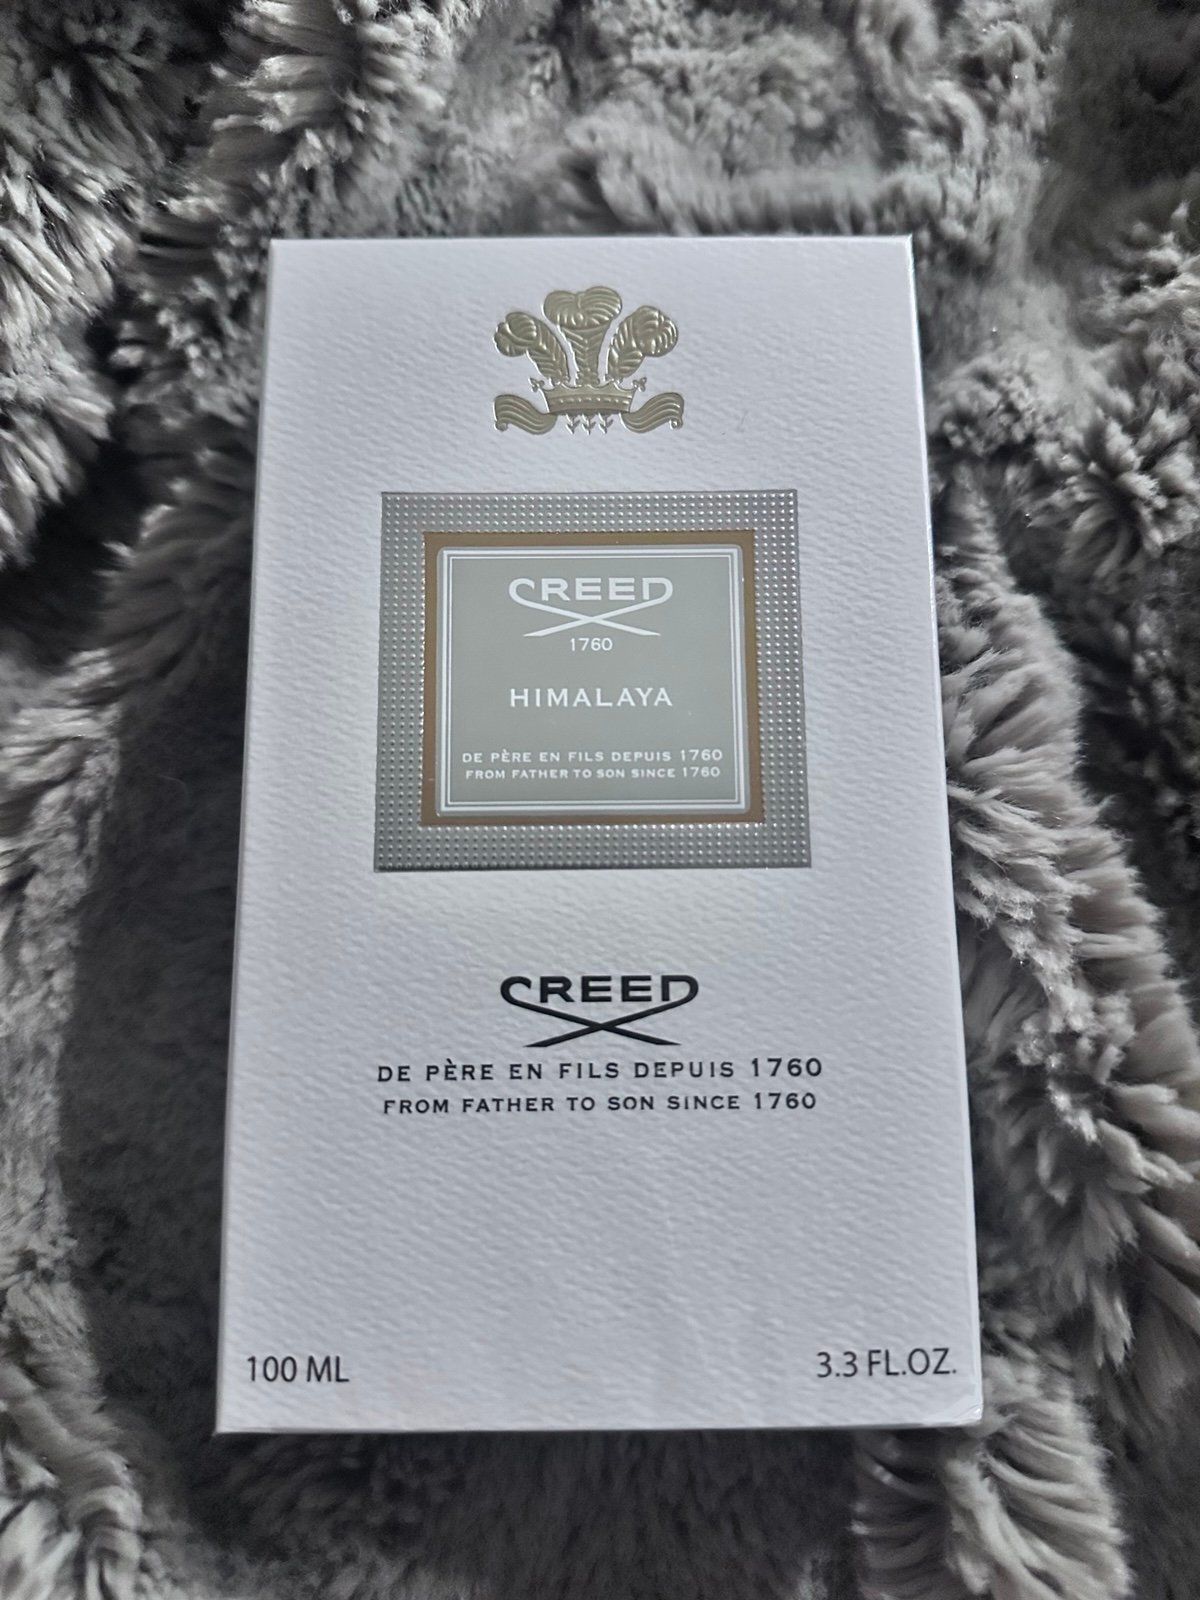 CREED
1760
HIMALAYA
DE PÈRE EN FILS DEPUIS 1760
FROM FATHER TO SON SINCE 1760
CREED
DE PÈRE EN FILS DEPUIS 1760
FROM FATHER TO SON SINCE 1760
100 ML
3.3 FL.OZ.